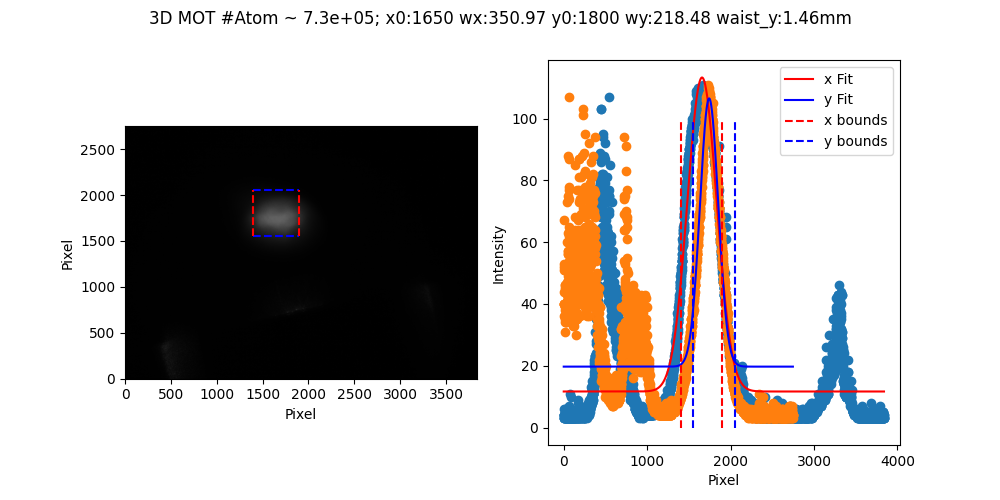 3D MOT #Atom ~ 7.3e+05; x0:1650 wx:350.97 y0:1800 wy:218.48 waist_y:1.46mm
2500
2000
1500
1000
500
0
Pixel
0 500 1000 1500 2000 2500 3000 3500
Pixel
100
80
60
40
20
0
Intensity
0 1000 2000 3000 4000
Pixel
x Fit
y Fit
x bounds
y bounds